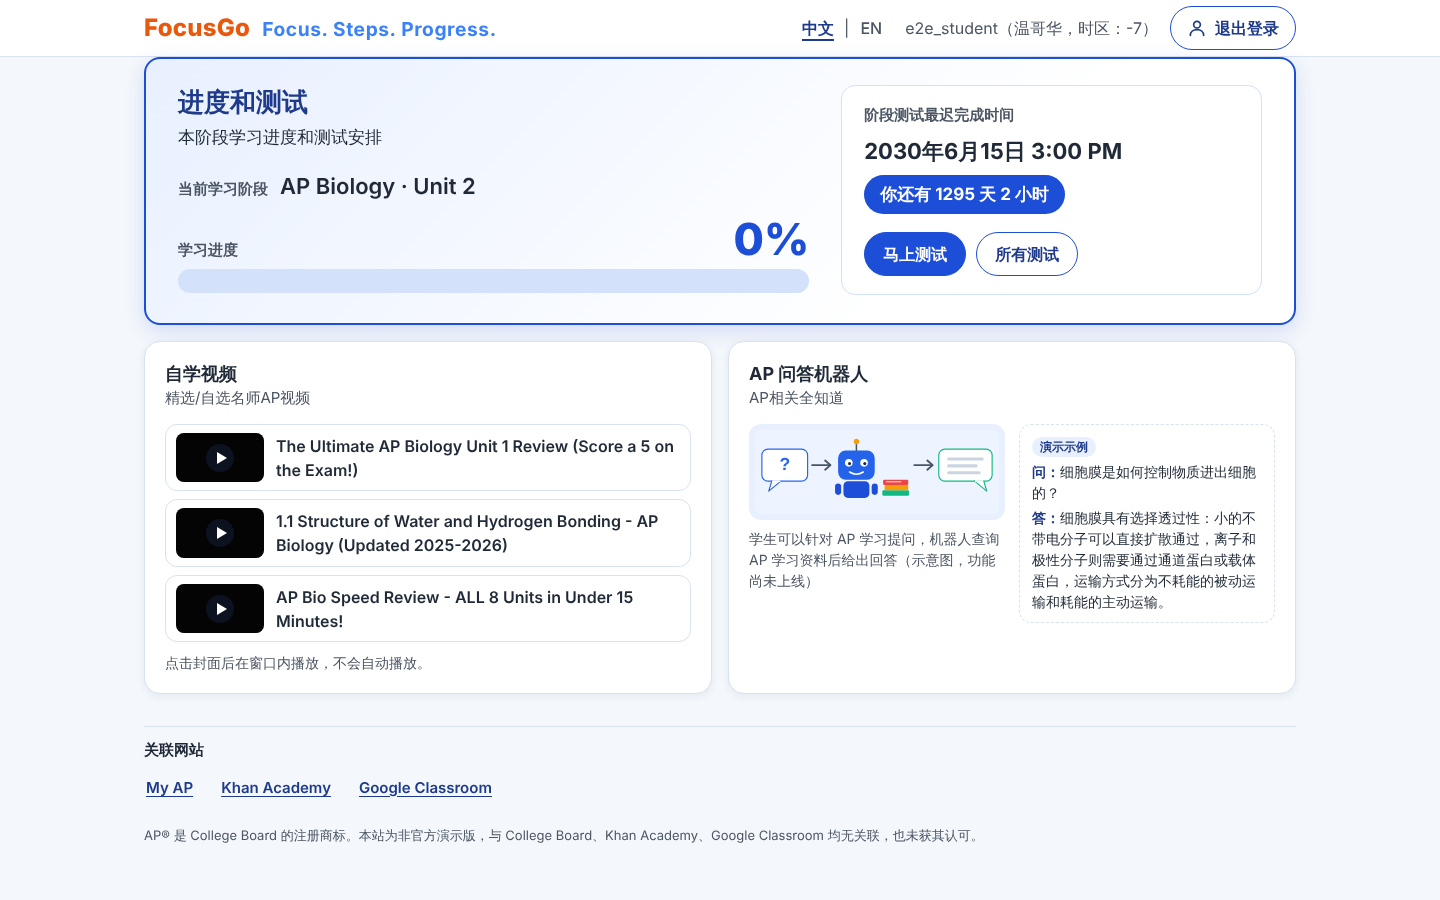 FocusGo Focus. Steps. Progress.
中文 | EN e2e_student（温哥华，时区：-7） 退出登录
进度和测试
本阶段学习进度和测试安排
当前学习阶段 AP Biology · Unit 2
学习进度 0%
阶段测试最迟完成时间
2030年6月15日 3:00 PM
你还有 1295 天 2 小时
马上测试 所有测试
自学视频
精选/自选名师AP视频
The Ultimate AP Biology Unit 1 Review (Score a 5 on
the Exam!)
1.1 Structure of Water and Hydrogen Bonding - AP
Biology (Updated 2025-2026)
AP Bio Speed Review - ALL 8 Units in Under 15
Minutes!
点击封面后在窗口内播放，不会自动播放。
AP 问答机器人
AP相关全知道
?
学生可以针对 AP 学习提问，机器人查询
AP 学习资料后给出回答（示意图，功能
尚未上线）
演示示例
问：细胞膜是如何控制物质进出细胞
的？
答：细胞膜具有选择透过性：小的不
带电分子可以直接扩散通过，离子和
极性分子则需要通过通道蛋白或载体
蛋白，运输方式分为不耗能的被动运
输和耗能的主动运输。
关联网站
My AP Khan Academy Google Classroom
AP® 是 College Board 的注册商标。本站为非官方演示版，与 College Board、Khan Academy、Google Classroom 均无关联，也未获其认可。